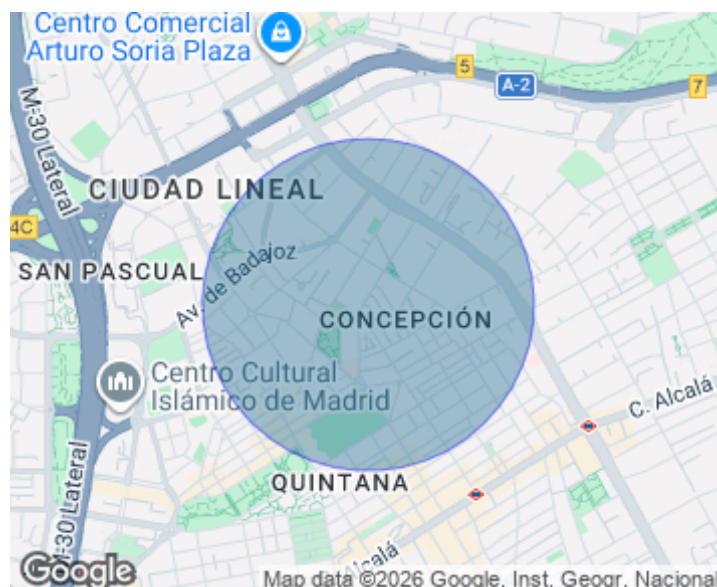 Centro Comercial
Arturo Soria Plaza
5
A-2
7
M-30 Lateral
CIUDAD LINEAL
4C
SAN PASCUAL
Av. de Badajoz
CONCEPCIÓN
Centro Cultural
Islámico de Madrid
C. Alcalá
QUINTANA
M-30 Lateral
Alcalá
Google
Map data ©2026 Google, Inst. Geogr. Nacional